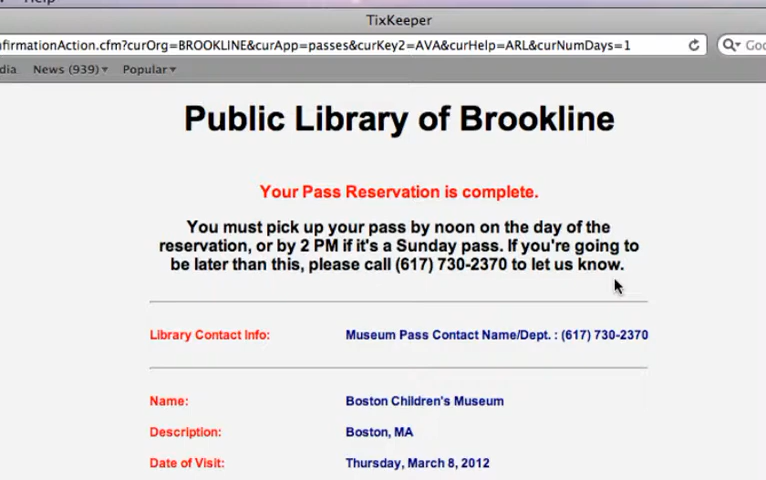 TixKeeper
nfirmationAction.cfm?curOrg=BROOKLINE&curApp=passes&curKey2=AVA&curHelp=ARL&curNumDays=1
News (939) Popular
Public Library of Brookline
Your Pass Reservation is complete.
You must pick up your pass by noon on the day of the
reservation, or by 2 PM if it's a Sunday pass. If you're going to
be later than this, please call (617) 730-2370 to let us know.
Library Contact Info: Museum Pass Contact Name/Dept. : (617) 730-2370
Name: Boston Children's Museum
Description: Boston, MA
Date of Visit: Thursday, March 8, 2012